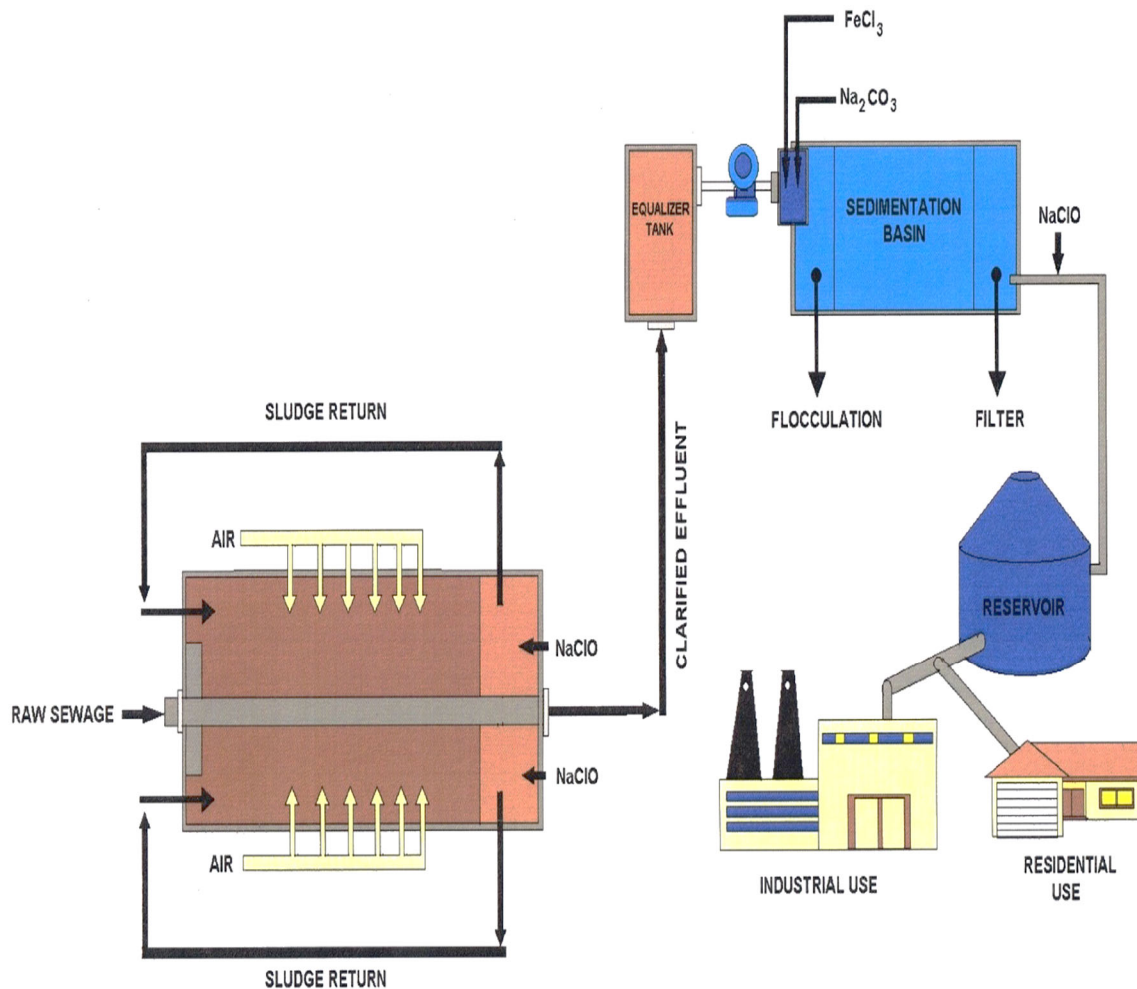 FeCl3
Na2CO3
EQUALIZER
TANK
SEDIMENTATION
BASIN
NaClO
FLOCCULATION
FILTER
SLUDGE RETURN
CLARIFIED EFFLUENT
AIR
RESERVOIR
NaClO
RAW SEWAGE
NaClO
AIR
INDUSTRIAL USE
RESIDENTIAL
USE
SLUDGE RETURN